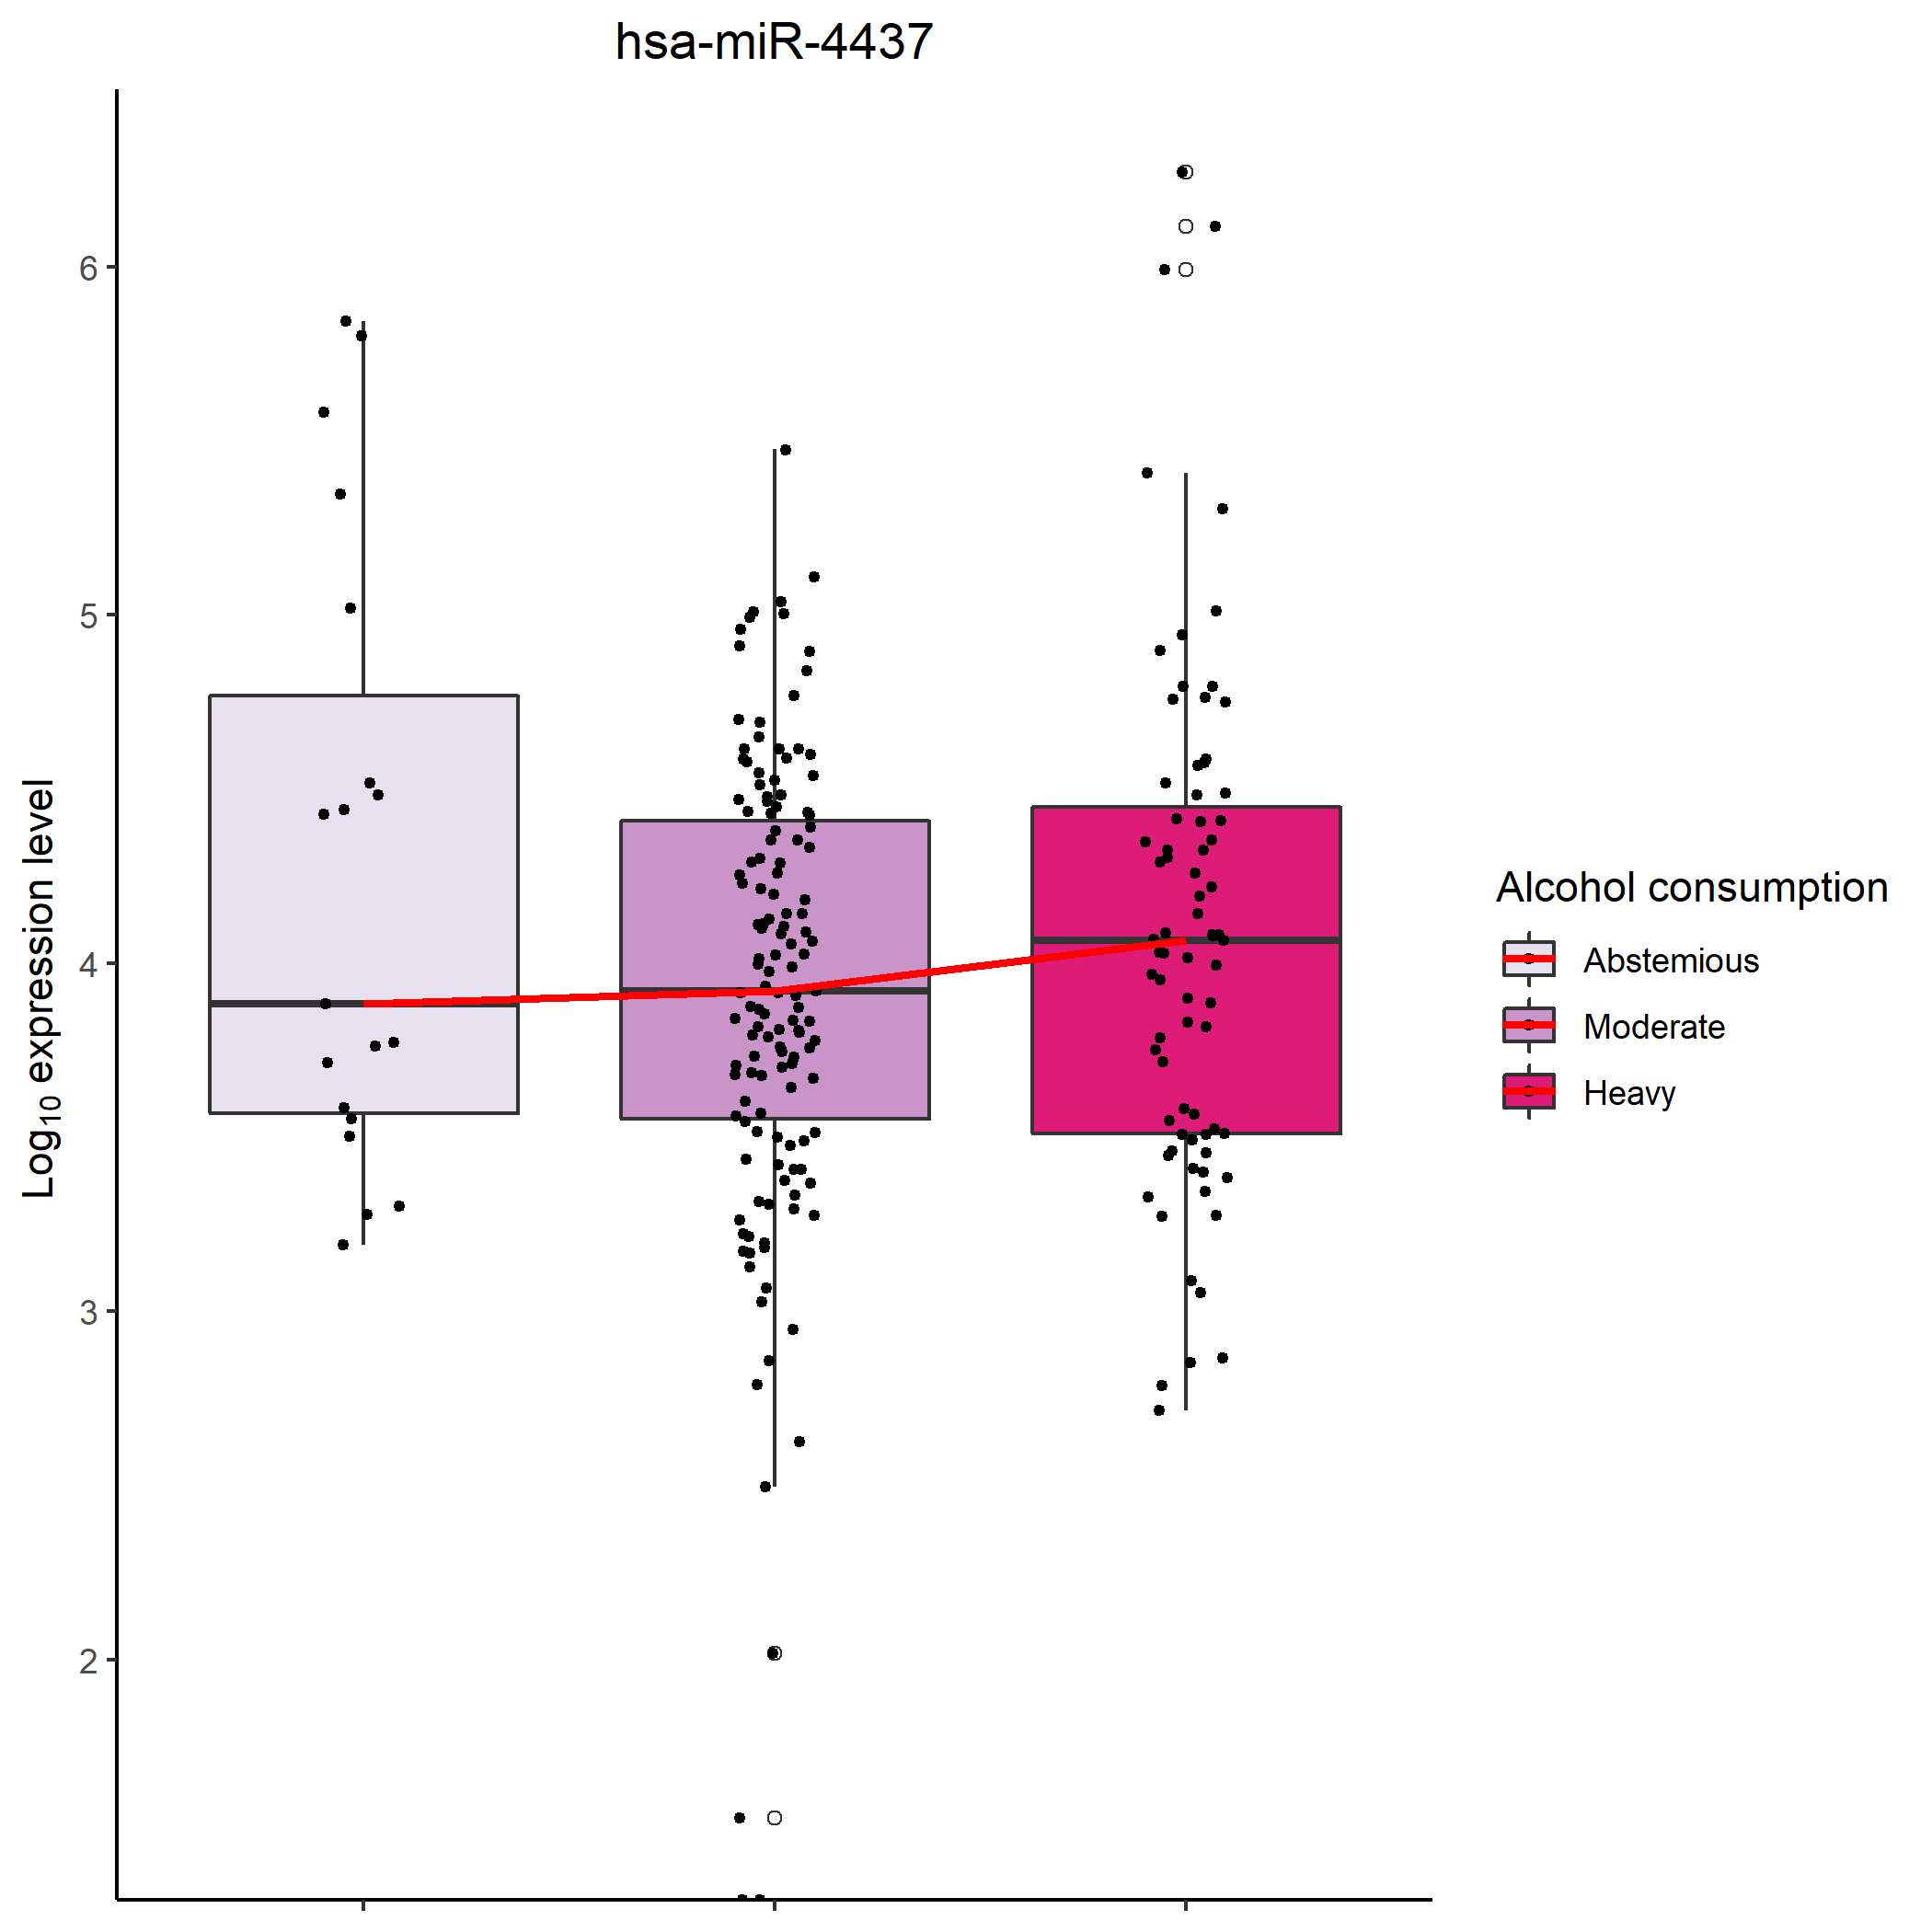 hsa-miR-4437
Log₁₀ expression level
6
5
4
3
2
Alcohol consumption
Abstemious
Moderate
Heavy